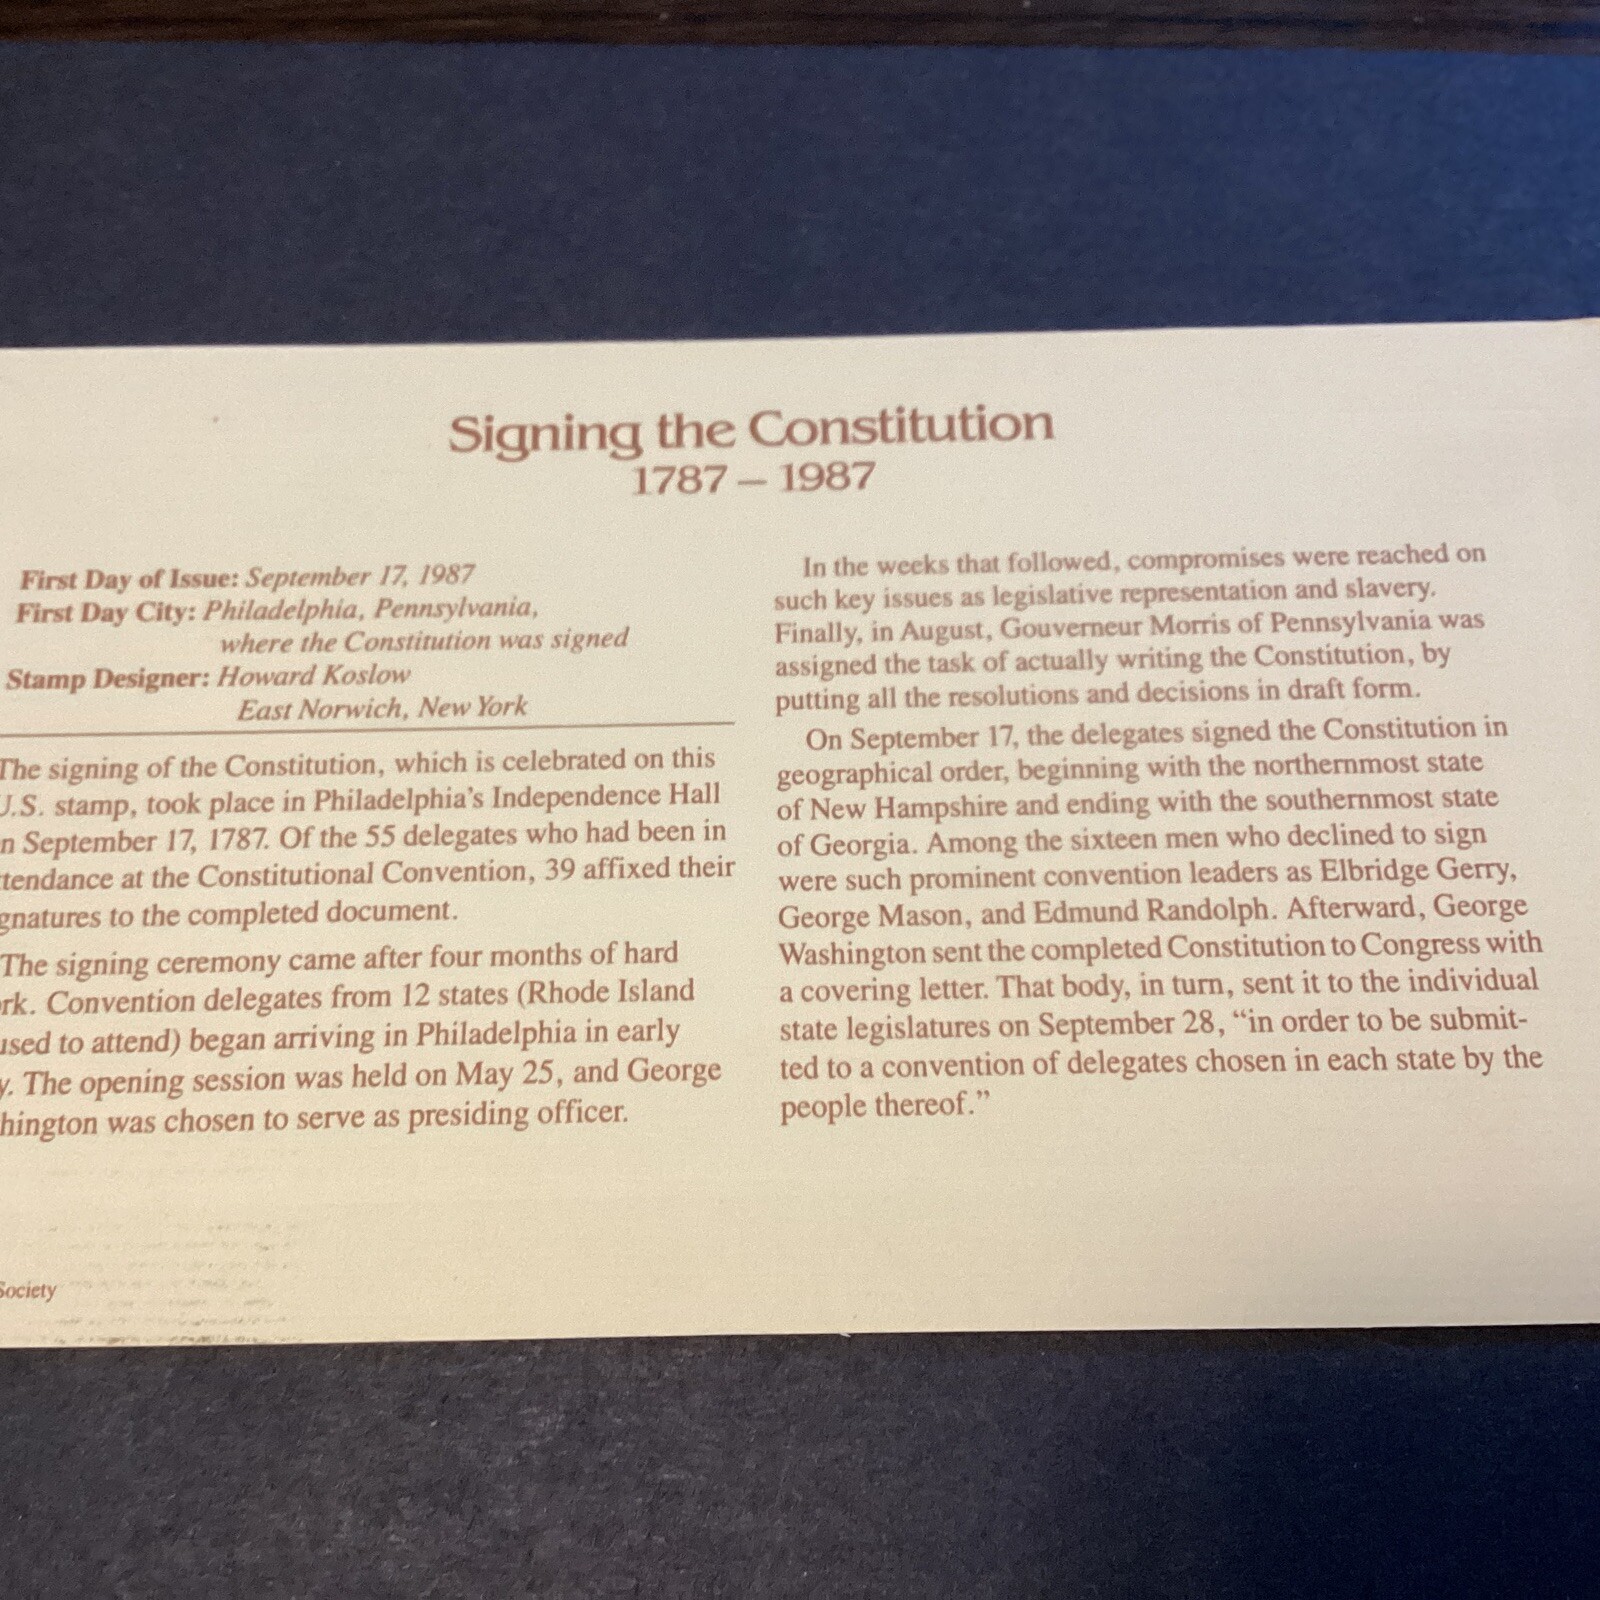 Signing the Constitution
1787 – 1987
First Day of Issue: September 17, 1987
First Day City: Philadelphia, Pennsylvania,
where the Constitution was signed
Stamp Designer: Howard Koslow
East Norwich, New York
The signing of the Constitution, which is celebrated on this
U.S. stamp, took place in Philadelphia's Independence Hall
n September 17, 1787. Of the 55 delegates who had been in
tendance at the Constitutional Convention, 39 affixed their
gnatures to the completed document.
The signing ceremony came after four months of hard
rk. Convention delegates from 12 states (Rhode Island
used to attend) began arriving in Philadelphia in early
y. The opening session was held on May 25, and George
hington was chosen to serve as presiding officer.
Society
In the weeks that followed, compromises were reached on
such key issues as legislative representation and slavery.
Finally, in August, Gouverneur Morris of Pennsylvania was
assigned the task of actually writing the Constitution, by
putting all the resolutions and decisions in draft form.
On September 17, the delegates signed the Constitution in
geographical order, beginning with the northernmost state
of New Hampshire and ending with the southernmost state
of Georgia. Among the sixteen men who declined to sign
were such prominent convention leaders as Elbridge Gerry,
George Mason, and Edmund Randolph. Afterward, George
Washington sent the completed Constitution to Congress with
a covering letter. That body, in turn, sent it to the individual
state legislatures on September 28, “in order to be submit-
ted to a convention of delegates chosen in each state by the
people thereof.”